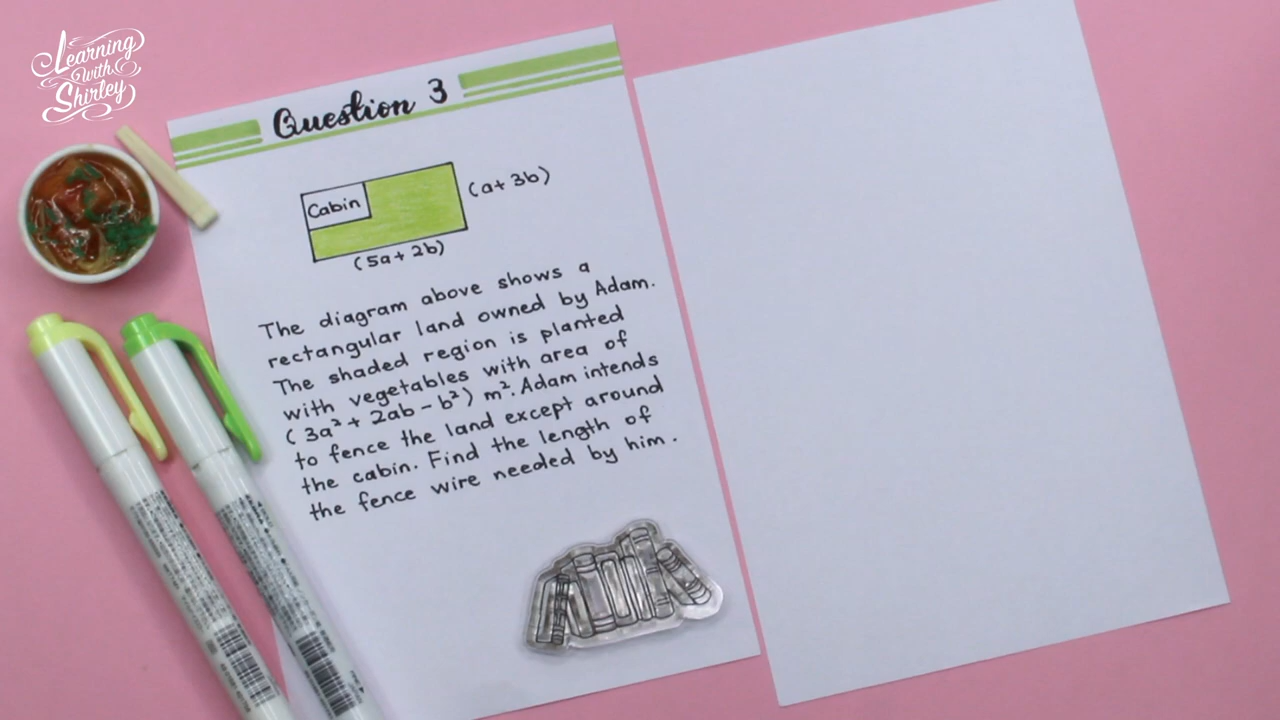 Learning
With
Shirley
Question 3
Cabin
(a + 3b)
(5a + 2b)
The diagram above shows a
rectangular land owned by Adam.
The shaded region is planted
with vegetables with area of
(3a² + 2ab - b²) m². Adam intends
to fence the land except around
the cabin. Find the length of
the fence wire needed by him.